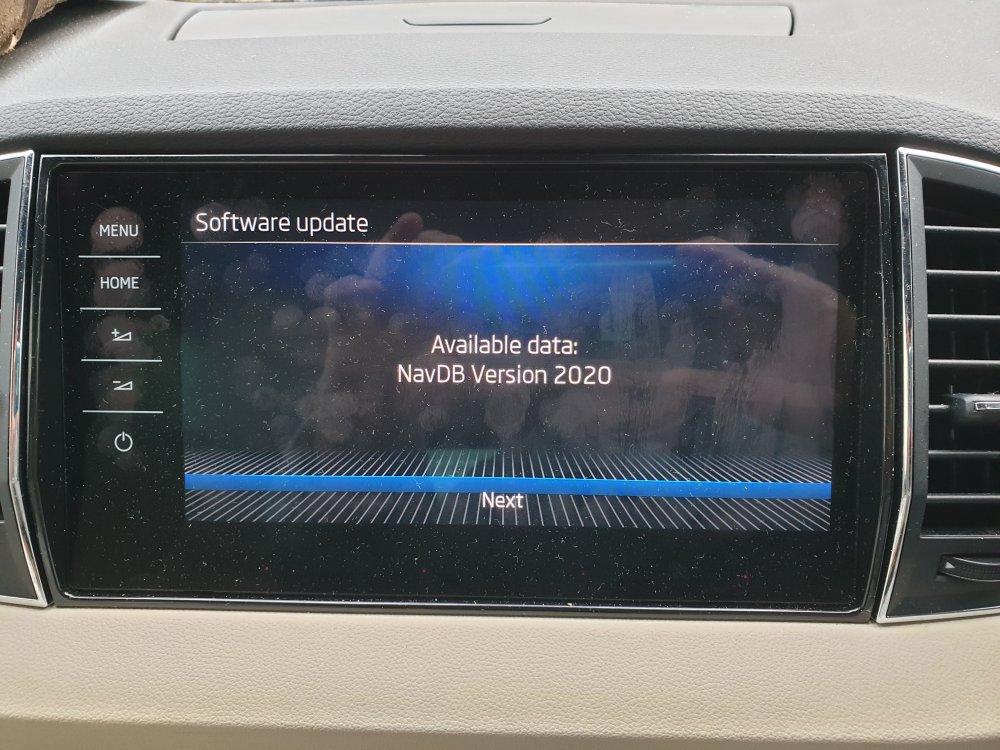 Software update
MENU
HOME
Available data:
NavDB Version 2020
Next